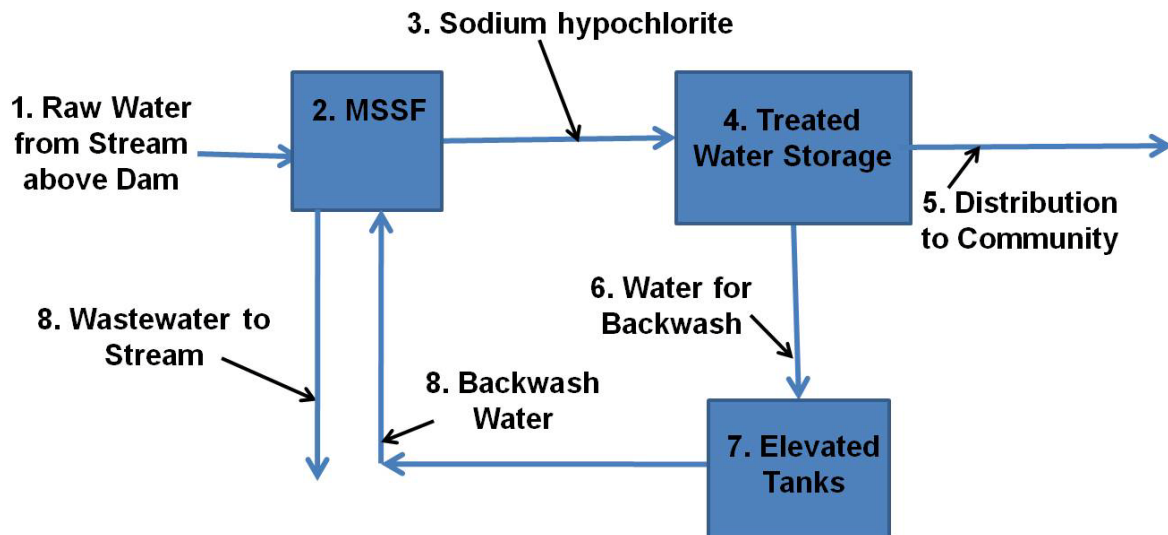 3. Sodium hypochlorite
1. Raw Water
from Stream
above Dam
2. MSSF
4. Treated
Water Storage
5. Distribution
to Community
6. Water for
Backwash
8. Wastewater to
Stream
8. Backwash
Water
7. Elevated
Tanks